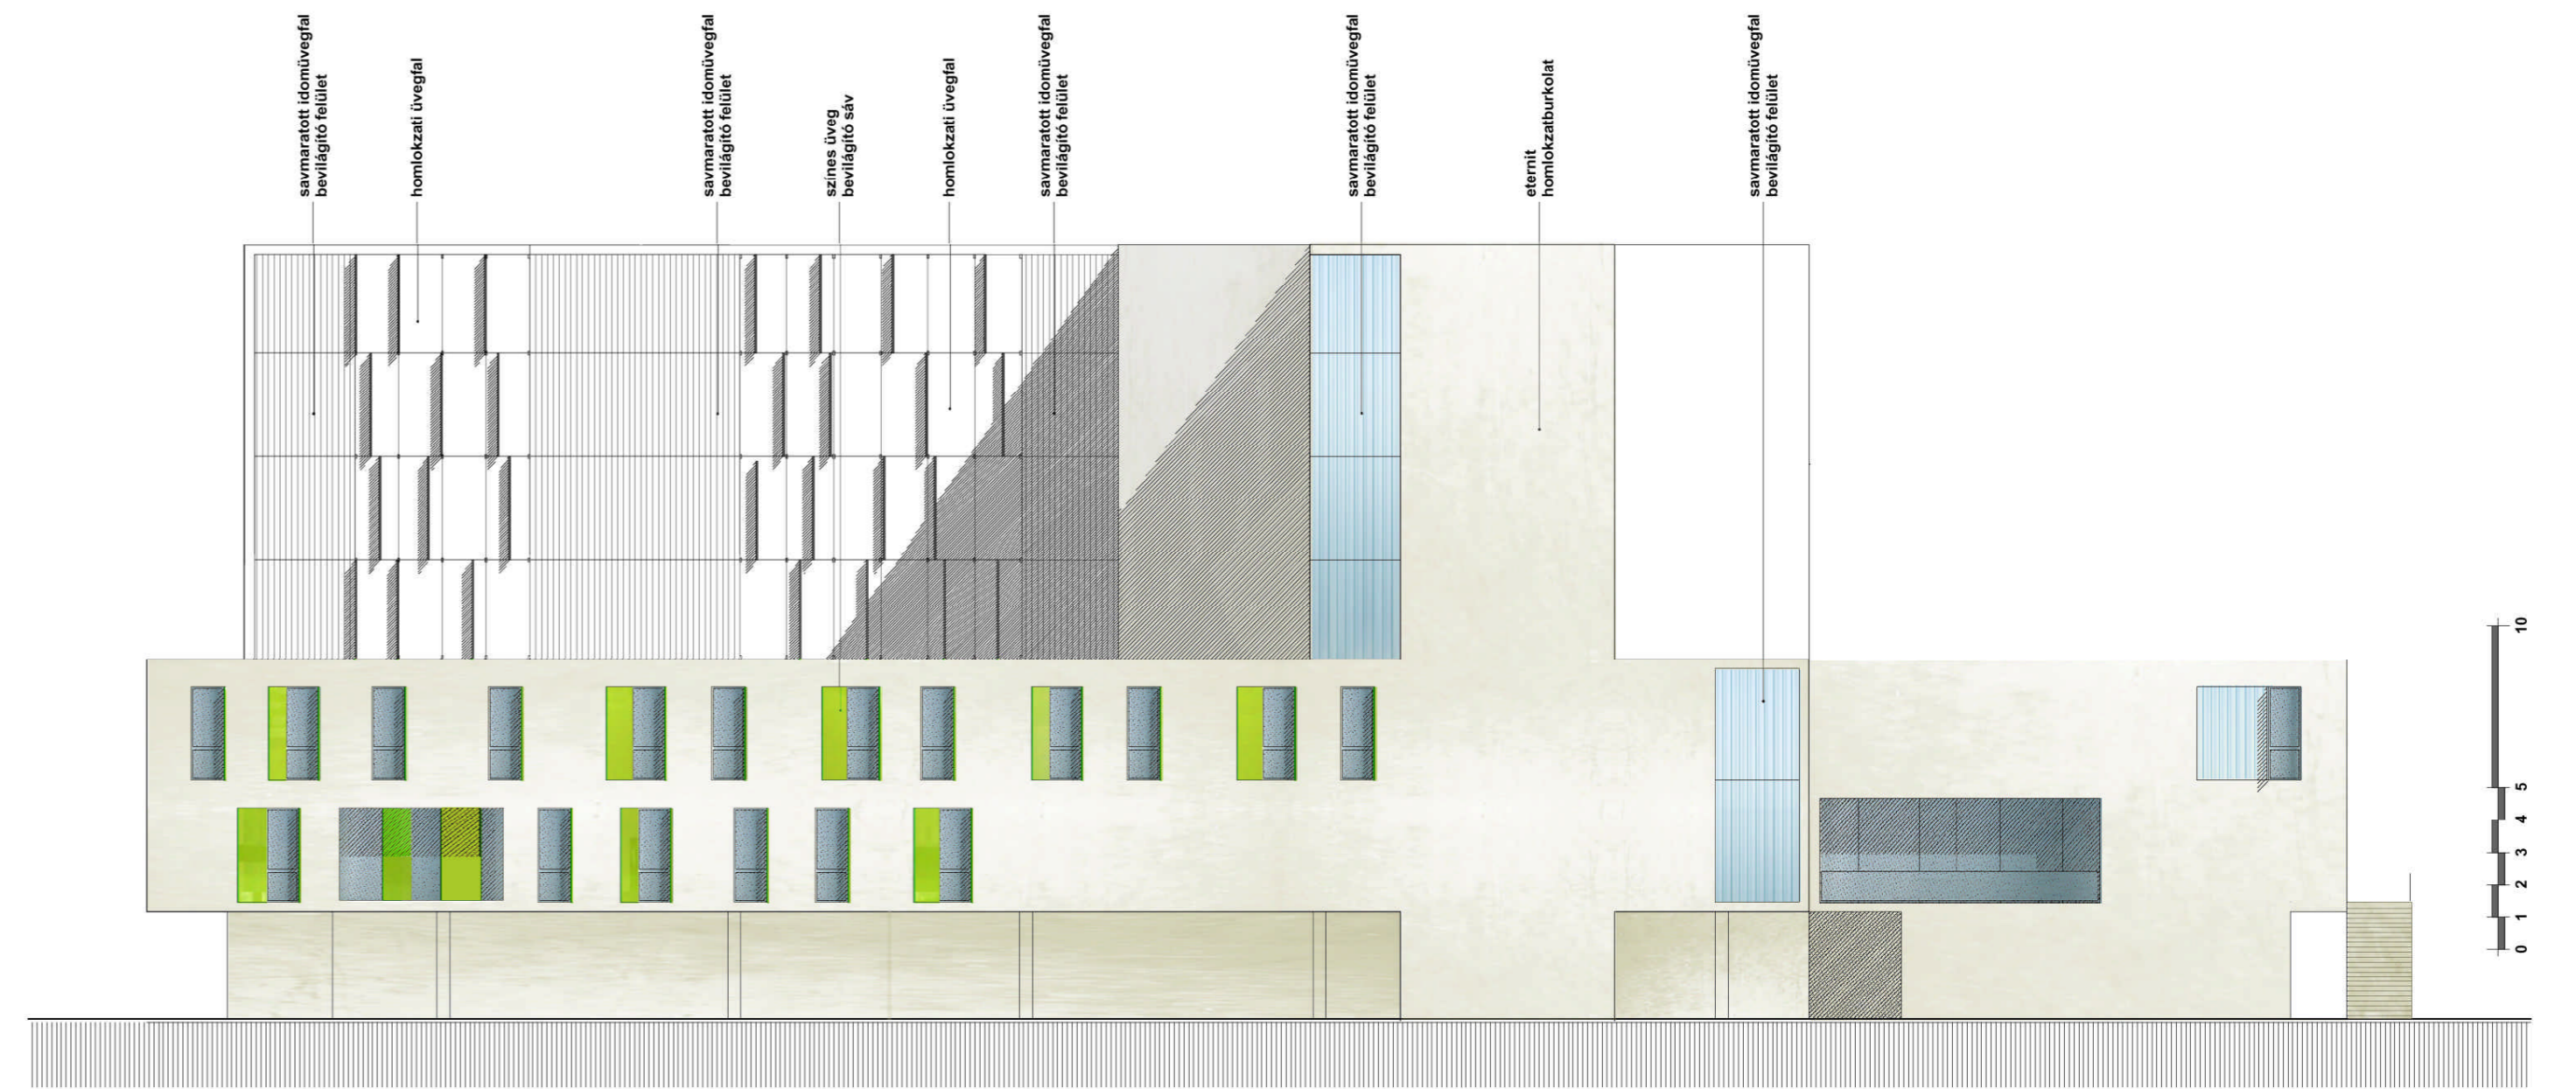 savmaratott idomüvegfal
bevilágító felület
homlokzati üvegfal
savmaratott idomüvegfal
bevilágító felület
színes üveg
bevilágító sáv
homlokzati üvegfal
savmaratott idomüvegfal
bevilágító felület
savmaratott idomüvegfal
bevilágító felület
eternit
homlokzatburkolat
savmaratott idomüvegfal
bevilágító felület
10
5
4
3
2
1
0